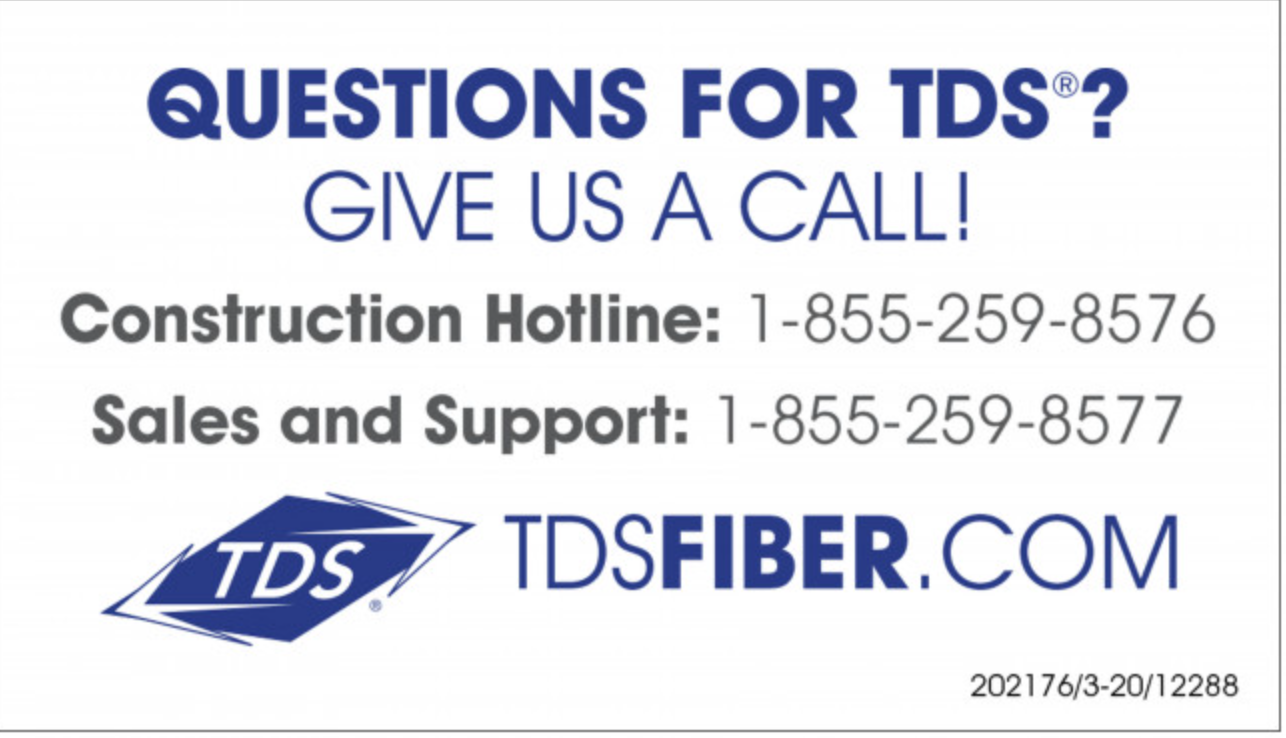 QUESTIONS FOR TDS®?
GIVE US A CALL!
Construction Hotline: 1-855-259-8576
Sales and Support: 1-855-259-8577
TDS®
TDSFIBER.COM
202176/3-20/12288